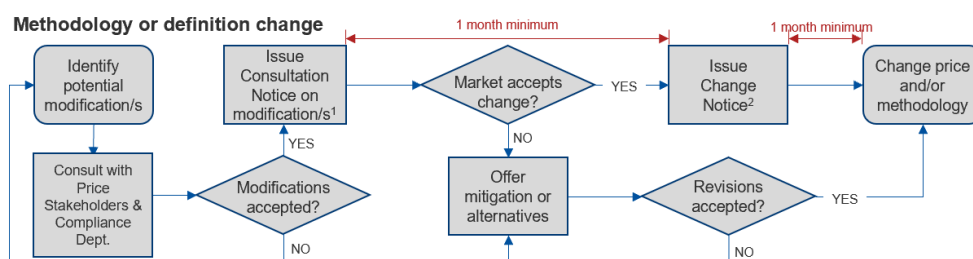 Methodology or definition change
1 month minimum
1 month minimum
Identify
potential
modification/s
Issue
Consultation
Notice on
modification/s¹
Market accepts
change?
YES
Issue
Change
Notice²
Change price
and/or
methodology
YES
NO
Consult with
Price
Stakeholders &
Compliance
Dept.
Modifications
accepted?
Offer
mitigation or
alternatives
Revisions
accepted?
YES
NO
NO